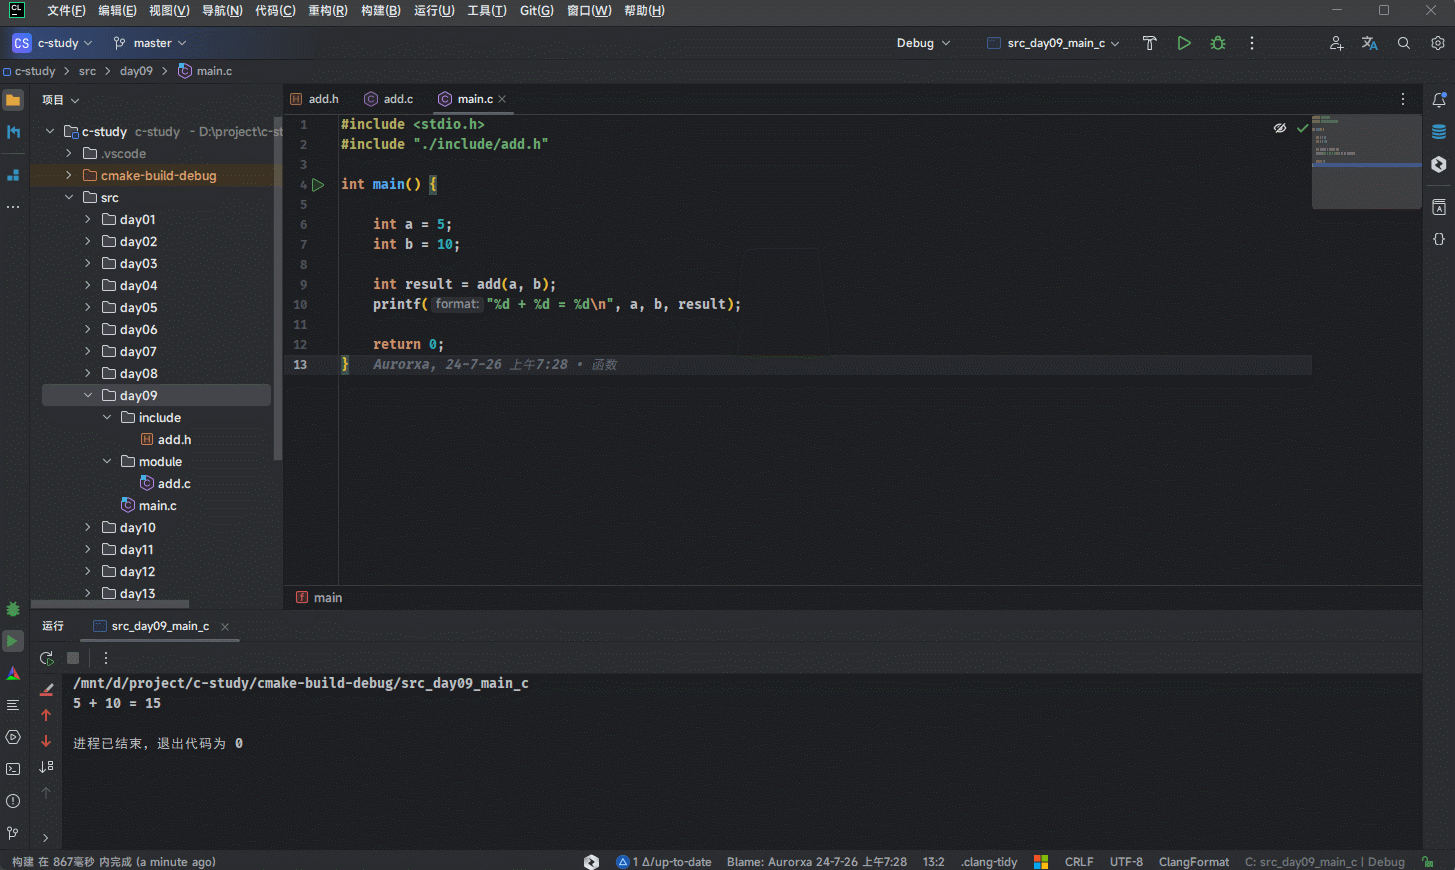 CL 文件(F) 编辑(E) 视图(V) 导航(N) 代码(C) 重构(R) 构建(B) 运行(U) 工具(T) Git(G) 窗口(W) 帮助(H)
CS c-study master Debug src_day09_main_c
c-study src day09 main.c
项目
c-study c-study - D:\project\c-st
.vscode
cmake-build-debug
src
day01
day02
day03
day04
day05
day06
day07
day08
day09
include
add.h
module
add.c
main.c
day10
day11
day12
day13
add.h add.c main.c
1 #include <stdio.h>
2 #include "./include/add.h"
3
4 int main() {
5
6 int a = 5;
7 int b = 10;
8
9 int result = add(a, b);
10 printf( format: "%d + %d = %d\n", a, b, result);
11
12 return 0;
13 } Aurorxa, 24-7-26 上午7:28 • 函数
main
运行 src_day09_main_c
/mnt/d/project/c-study/cmake-build-debug/src_day09_main_c
5 + 10 = 15
进程已结束，退出代码为 0
构建 在 867毫秒 内完成 (a minute ago) 1 Δ/up-to-date Blame: Aurorxa 24-7-26 上午7:28 13:2 .clang-tidy CRLF UTF-8 ClangFormat C: src_day09_main_c | Debug